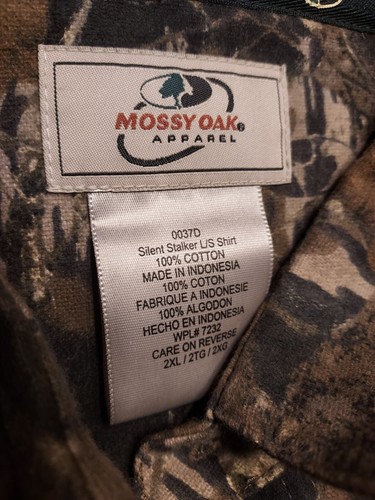 MOSSY OAK®
APPAREL
0037D
Silent Stalker L/S Shirt
100% COTTON
MADE IN INDONESIA
100% COTON
FABRIQUE A INDONESIE
100% ALGODON
HECHO EN INDONESIA
WPL# 7232
CARE ON REVERSE
2XL / 2TG / 2XG